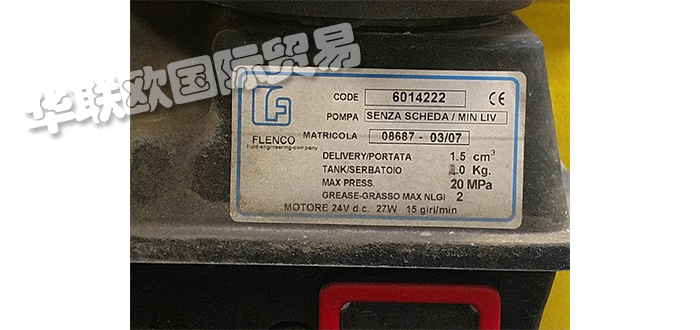 华联欧国际贸易
CODE 6014222 CE
POMPA SENZA SCHEDA / MIN LIV
FLENCO
fluid-engineering-company
MATRICOLA 08687 - 03/07
DELIVERY/PORTATA 1.5 cm³
TANK/SERBATOIO Kg.
MAX PRESS. 20 MPa
GREASE-GRASSO MAX NLGI 2
MOTORE 24V d.c. 27W 15 giri/min